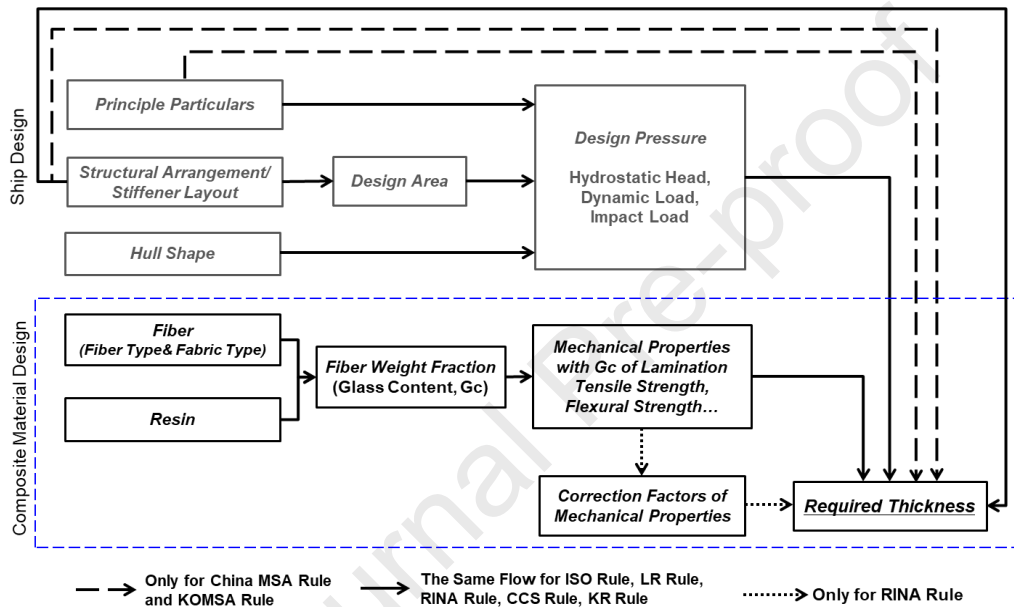 Ship Design
Principle Particulars
Structural Arrangement/
Stiffener Layout
Design Area
Hull Shape
Design Pressure
Hydrostatic Head,
Dynamic Load,
Impact Load
Composite Material Design
Fiber
(Fiber Type& Fabric Type)
Resin
Fiber Weight Fraction
(Glass Content, Gc)
Mechanical Properties
with Gc of Lamination
Tensile Strength,
Flexural Strength…
Correction Factors of
Mechanical Properties
Required Thickness
Only for China MSA Rule
and KOMSA Rule
The Same Flow for ISO Rule, LR Rule,
RINA Rule, CCS Rule, KR Rule
Only for RINA Rule
urnal Pre-proof